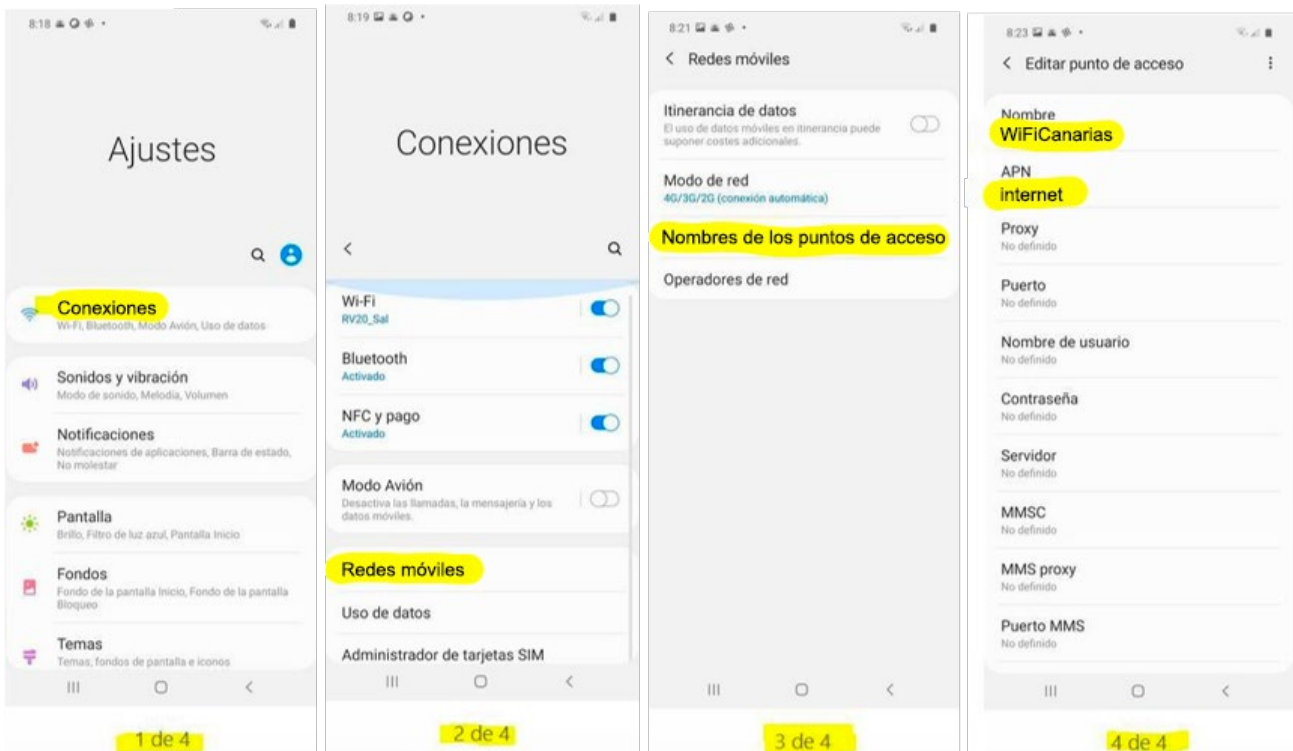 8:18
Ajustes
Conexiones
Wi-Fi, Bluetooth, Modo Avión, Uso de datos
Sonidos y vibración
Modo de sonido, Melodía, Volumen
Notificaciones
Notificaciones de aplicaciones, Barra de estado,
No molestar
Pantalla
Brillo, Filtro de luz azul, Pantalla Inicio
Fondos
Fondo de la pantalla Inicio, Fondo de la pantalla
Bloqueo
Temas
Temas, fondos de pantalla e iconos
1 de 4
8:19
Conexiones
Wi-Fi
RV20_Sal
Bluetooth
Activado
NFC y pago
Activado
Modo Avión
Desactiva las llamadas, la mensajería y los
datos móviles.
Redes móviles
Uso de datos
Administrador de tarjetas SIM
2 de 4
8:21
Redes móviles
Itinerancia de datos
El uso de datos móviles en itinerancia puede
suponer costes adicionales.
Modo de red
4G/3G/2G (conexión automática)
Nombres de los puntos de acceso
Operadores de red
3 de 4
8:23
Editar punto de acceso
Nombre
WiFiCanarias
APN
internet
Proxy
No definido
Puerto
No definido
Nombre de usuario
No definido
Contraseña
No definido
Servidor
No definido
MMSC
No definido
MMS proxy
No definido
Puerto MMS
No definido
4 de 4